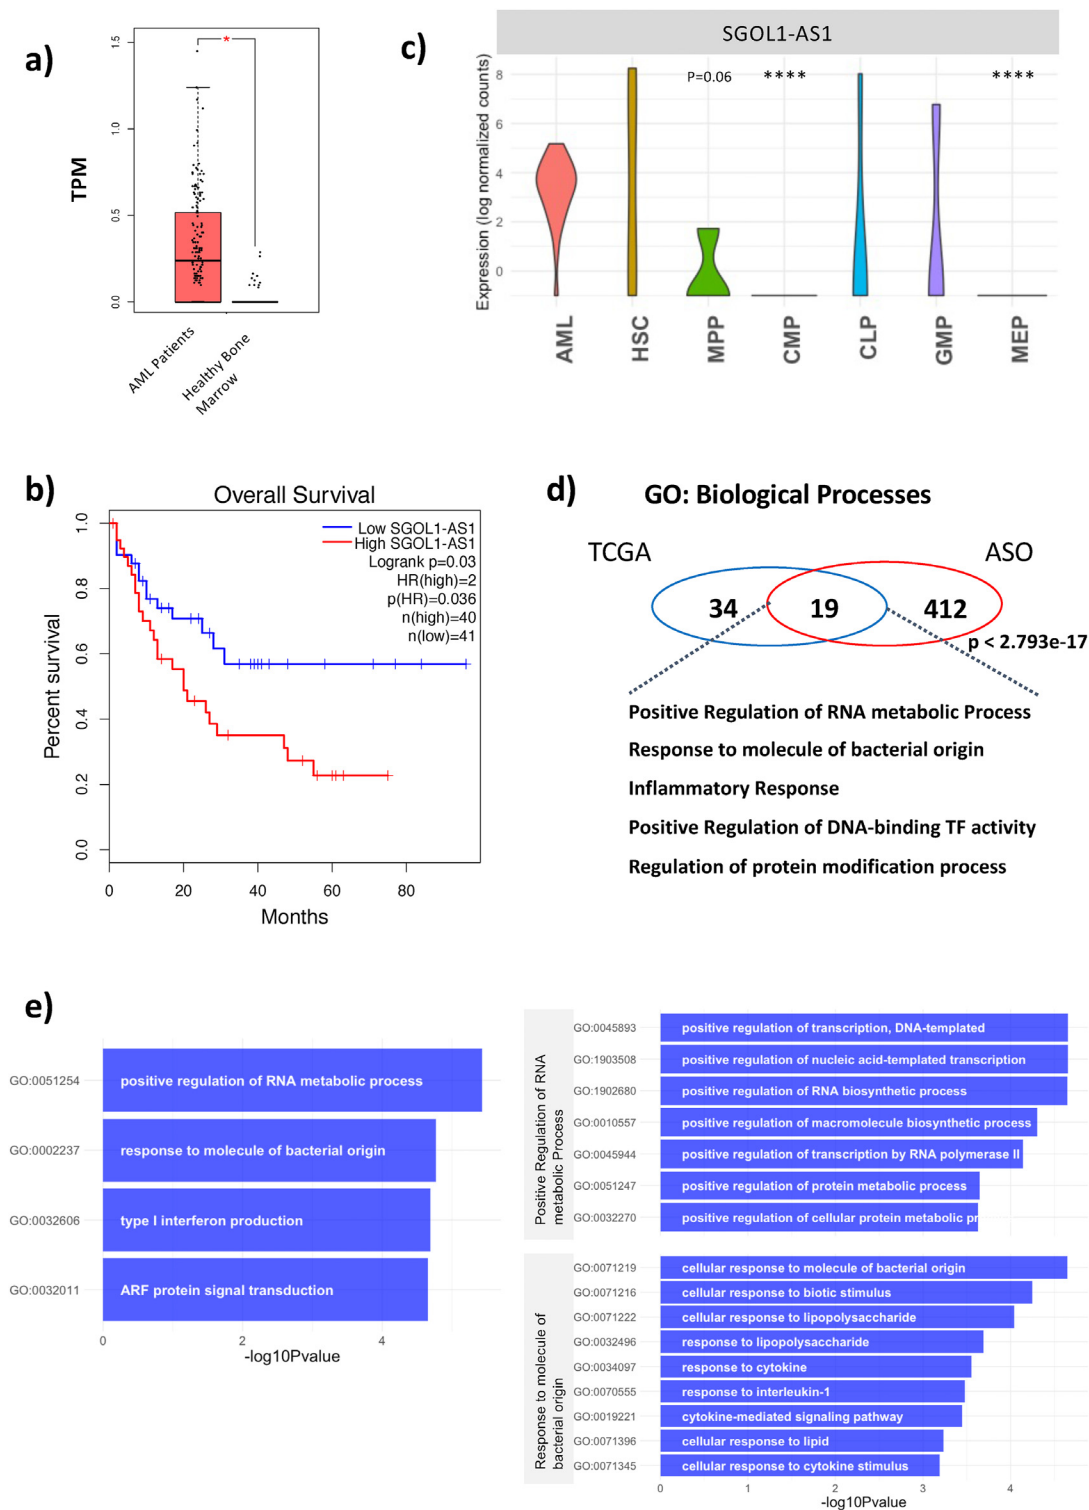 a)
*
1.5
1.0
0.5
0.0
TPM
AML Patients
Healthy Bone
Marrow
c)
SGOL1-AS1
P=0.06
****
****
8
6
4
2
0
Expression (log normalized counts)
AML
HSC
MPP
CMP
CLP
GMP
MEP
b)
Overall Survival
Low SGOL1-AS1
High SGOL1-AS1
Logrank p=0.03
HR(high)=2
p(HR)=0.036
n(high)=40
n(low)=41
1.0
0.8
0.6
0.4
0.2
0.0
Percent survival
0 20 40 60 80
Months
d)
GO: Biological Processes
TCGA
ASO
34 19 412
p < 2.793e-17
Positive Regulation of RNA metabolic Process
Response to molecule of bacterial origin
Inflammatory Response
Positive Regulation of DNA-binding TF activity
Regulation of protein modification process
e)
GO:0051254 positive regulation of RNA metabolic process
GO:0002237 response to molecule of bacterial origin
GO:0032606 type I interferon production
GO:0032011 ARF protein signal transduction
0 2 4
-log10Pvalue
Positive Regulation of RNA
metabolic Process
GO:0045893 positive regulation of transcription, DNA-templated
GO:1903508 positive regulation of nucleic acid-templated transcription
GO:1902680 positive regulation of RNA biosynthetic process
GO:0010557 positive regulation of macromolecule biosynthetic process
GO:0045944 positive regulation of transcription by RNA polymerase II
GO:0051247 positive regulation of protein metabolic process
GO:0032270 positive regulation of cellular protein metabolic pr
Response to molecule of
bacterial origin
GO:0071219 cellular response to molecule of bacterial origin
GO:0071216 cellular response to biotic stimulus
GO:0071222 cellular response to lipopolysaccharide
GO:0032496 response to lipopolysaccharide
GO:0034097 response to cytokine
GO:0070555 response to interleukin-1
GO:0019221 cytokine-mediated signaling pathway
GO:0071396 cellular response to lipid
GO:0071345 cellular response to cytokine stimulus
0 1 2 3 4
-log10Pvalue